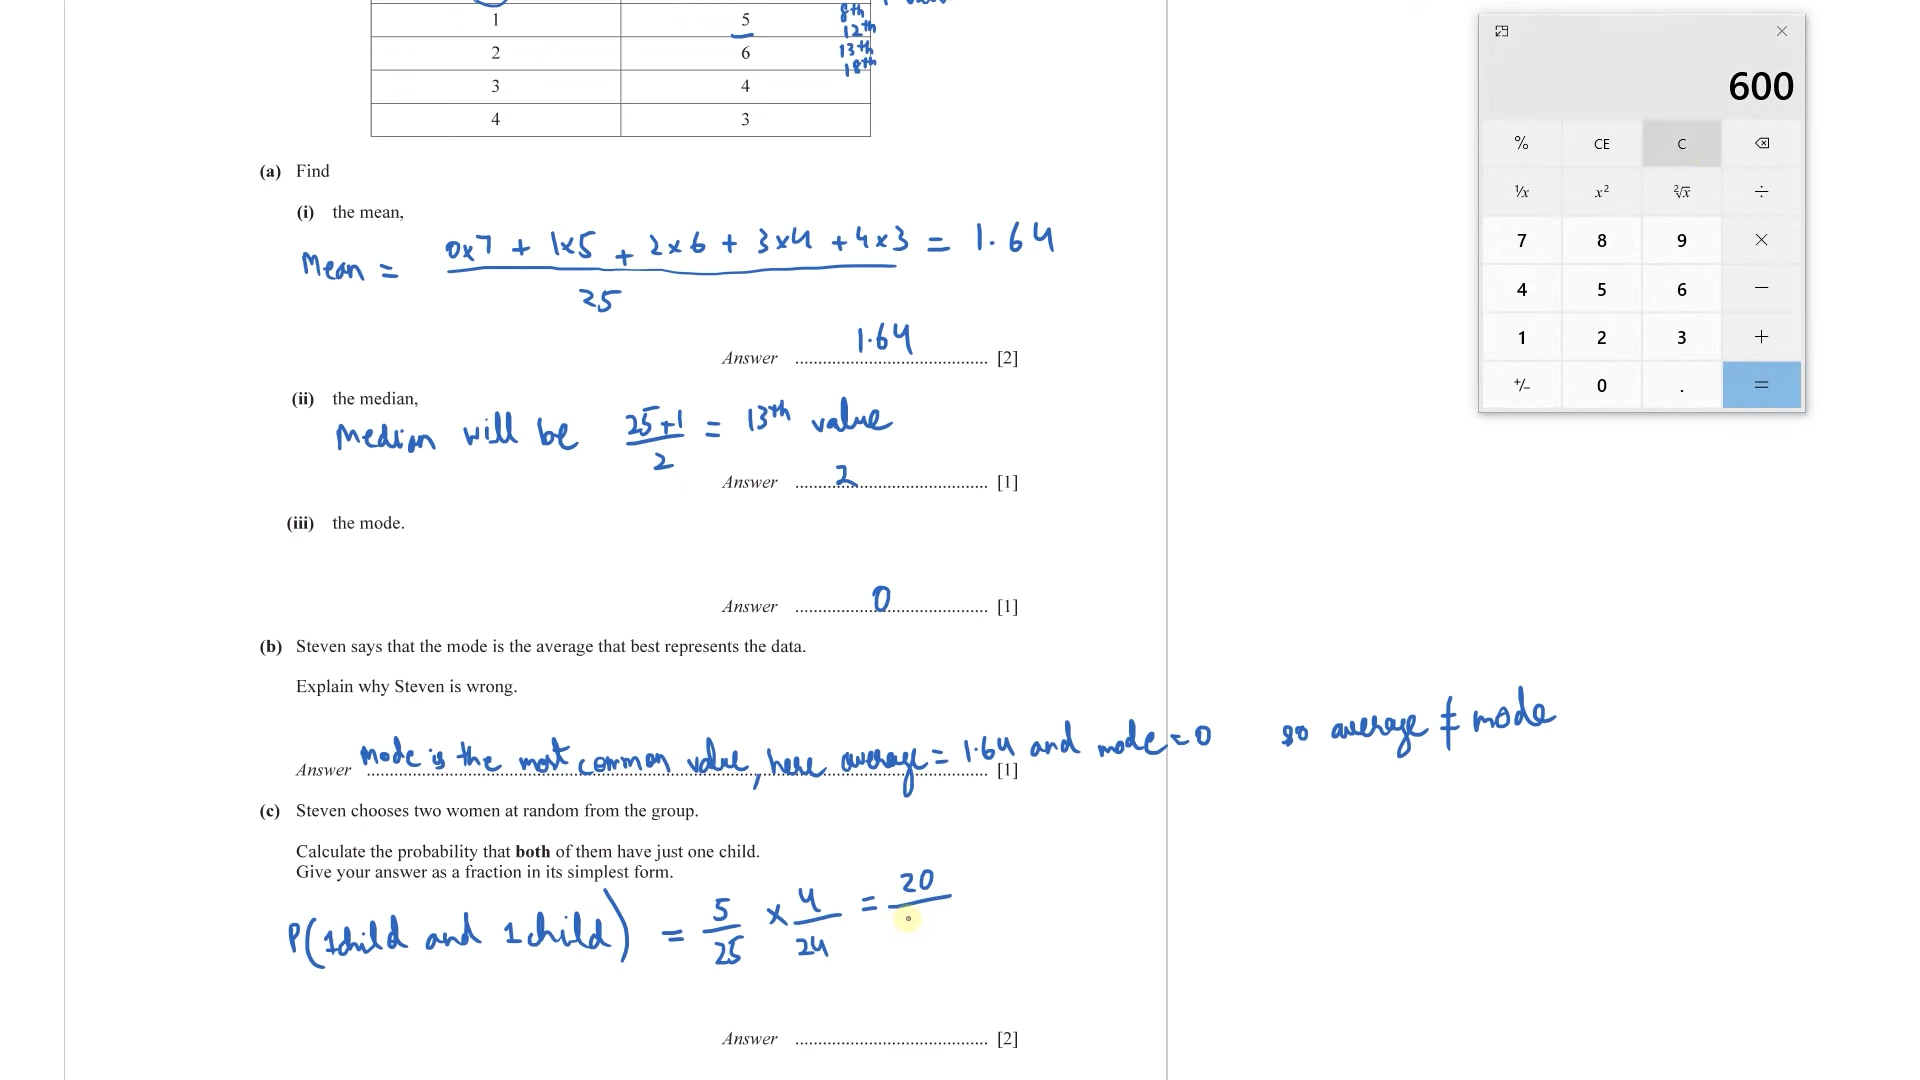 1 5 8th
12th
2 6 13th
18th
3 4
4 3
(a) Find
(i) the mean,
Mean = 0x7 + 1x5 + 2x6 + 3x4 + 4x3 = 1.64
25
1.64
Answer .......................................... [2]
(ii) the median,
Median will be 25+1 = 13th value
2
Answer ..........2................................ [1]
(iii) the mode.
Answer ..................0........................ [1]
(b) Steven says that the mode is the average that best represents the data.
Explain why Steven is wrong.
Mode is the most common value, here average = 1.64 and mode = 0 so average ≠ mode
Answer .......................................... [1]
(c) Steven chooses two women at random from the group.
Calculate the probability that both of them have just one child.
Give your answer as a fraction in its simplest form.
P(1child and 1child) = 5/25 x 4/24 = 20
Answer .......................................... [2]
600
% CE C ⌫
1/x x² ²√x ÷
7 8 9 ×
4 5 6 −
1 2 3 +
+/− 0 . =